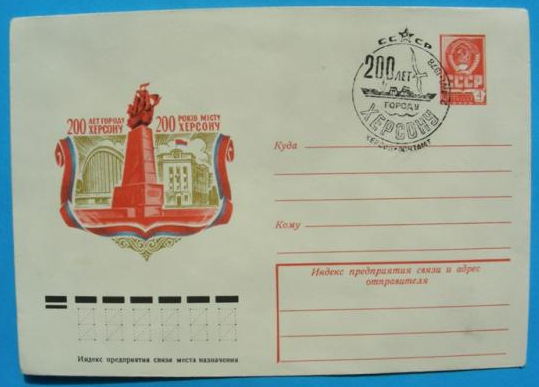 200 ЛЕТ ГОРОДУ ХЕРСОНУ
200 РОКІВ МІСТУ ХЕРСОНУ
СССР
200 ЛЕТ
ГОРОДУ
ХЕРСОНУ
ПОЧТАМТ
СССР
4
Куда
Кому
Индекс предприятия связи и адрес
отправителя
Индекс предприятия связи места назначения